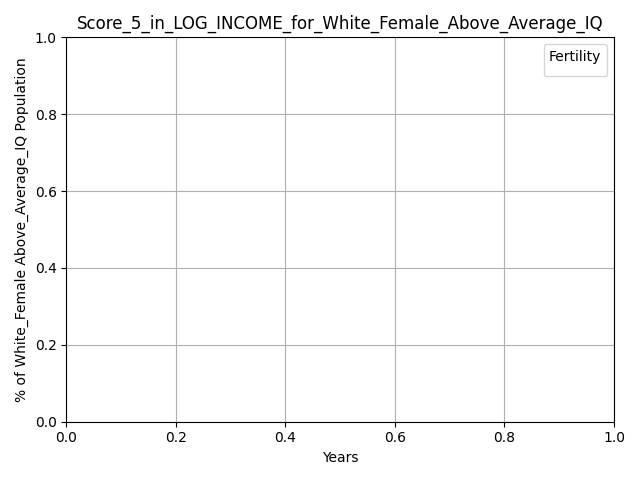 Score_5_in_LOG_INCOME_for_White_Female_Above_Average_IQ
Fertility
% of White_Female Above_Average_IQ Population
1.0
0.8
0.6
0.4
0.2
0.0
0.0 0.2 0.4 0.6 0.8 1.0
Years